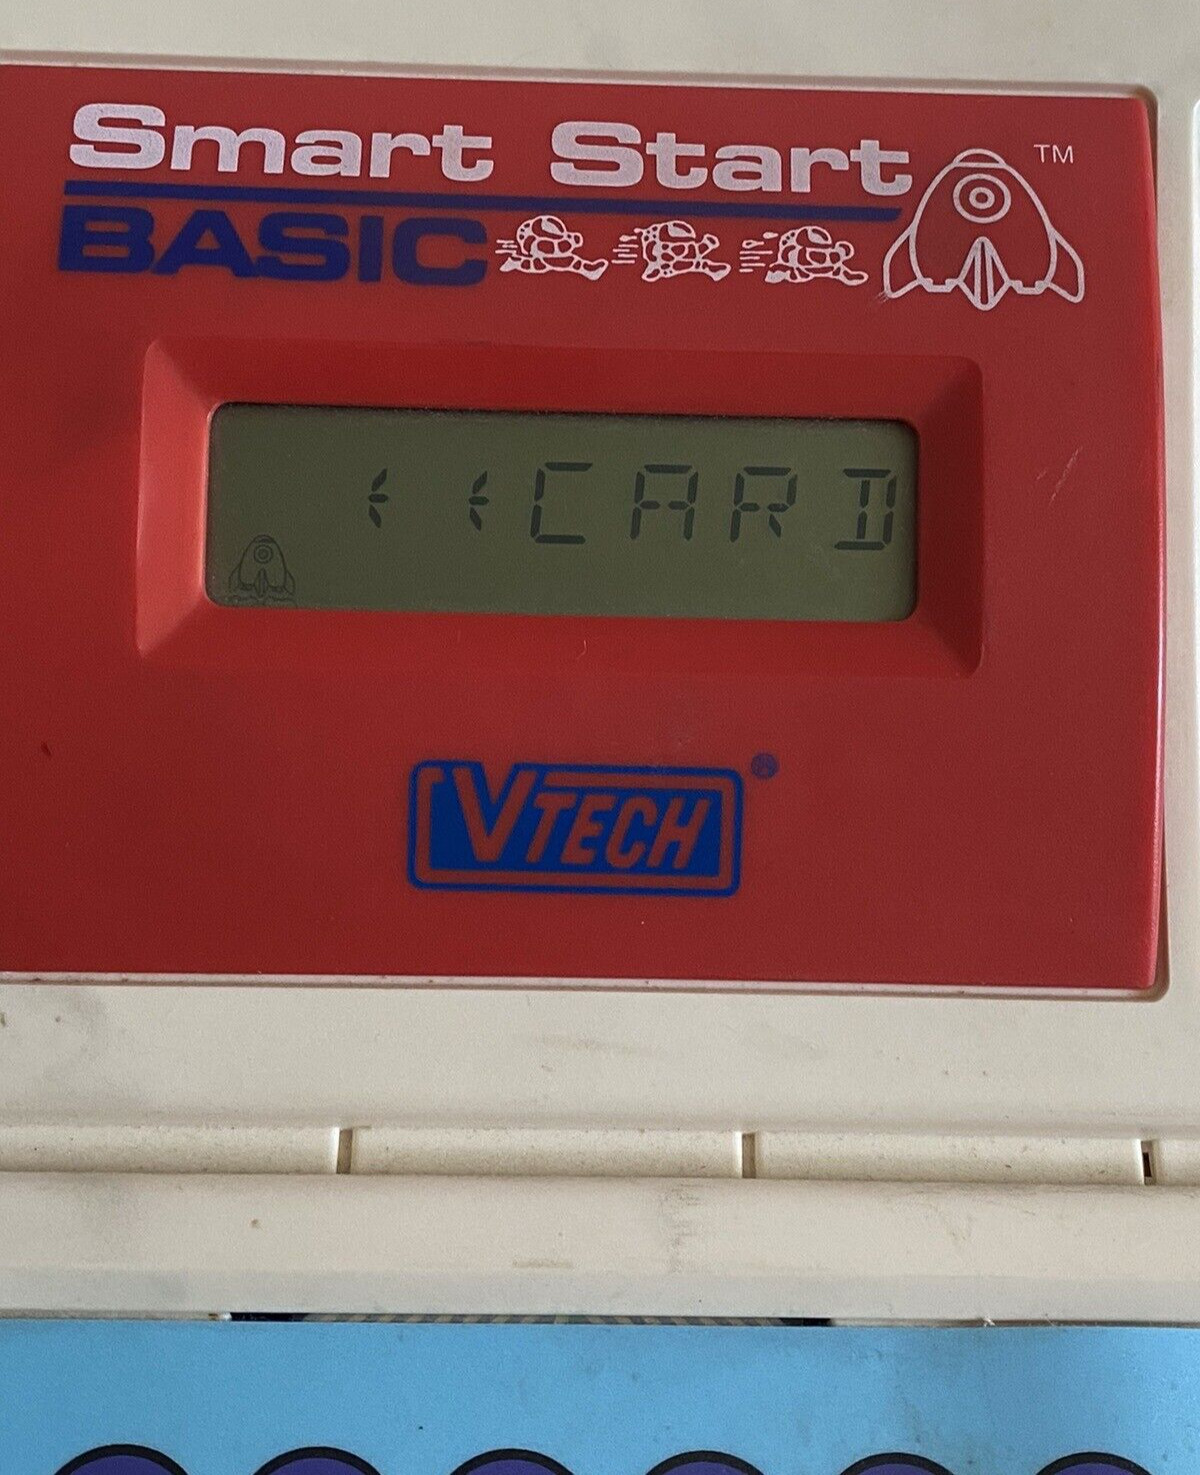 Smart Start ™
BASIC
CARD
VTECH ®